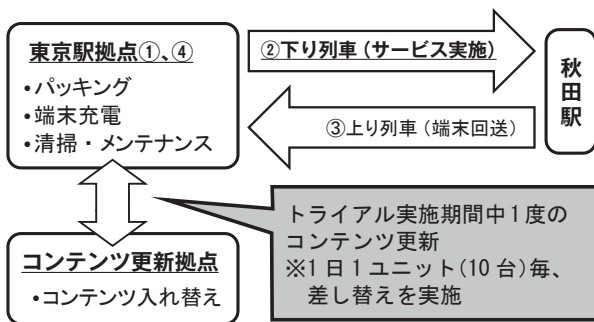 東京駅拠点①、④
•パッキング
•端末充電
•清掃・メンテナンス
②下り列車(サービス実施)
③上り列車(端末回送)
秋田駅
コンテンツ更新拠点
•コンテンツ入れ替え
トライアル実施期間中1度の
コンテンツ更新
※1日1ユニット(10台)毎、
差し替えを実施